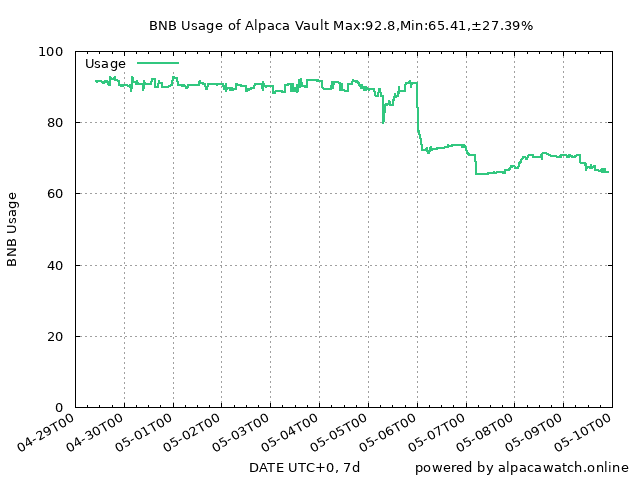 BNB Usage of Alpaca Vault Max:92.8,Min:65.41,±27.39%
100
80
60
40
20
0
BNB Usage
Usage
04-29T00
04-30T00
05-01T00
05-02T00
05-03T00
05-04T00
05-05T00
05-06T00
05-07T00
05-08T00
05-09T00
05-10T00
DATE UTC+0, 7d
powered by alpacawatch.online